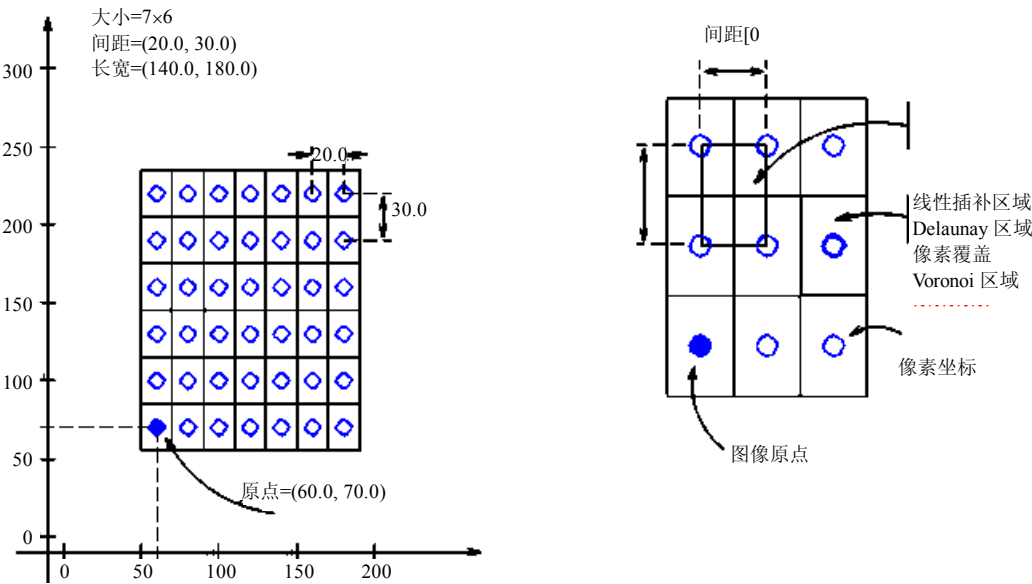 大小=7×6
间距=(20.0, 30.0)
长宽=(140.0, 180.0)
300
250
200
150
100
50
0
0
50
100
150
200
20.0
30.0
原点=(60.0, 70.0)
间距[0
线性插补区域
Delaunay 区域
像素覆盖
Voronoi 区域
像素坐标
图像原点